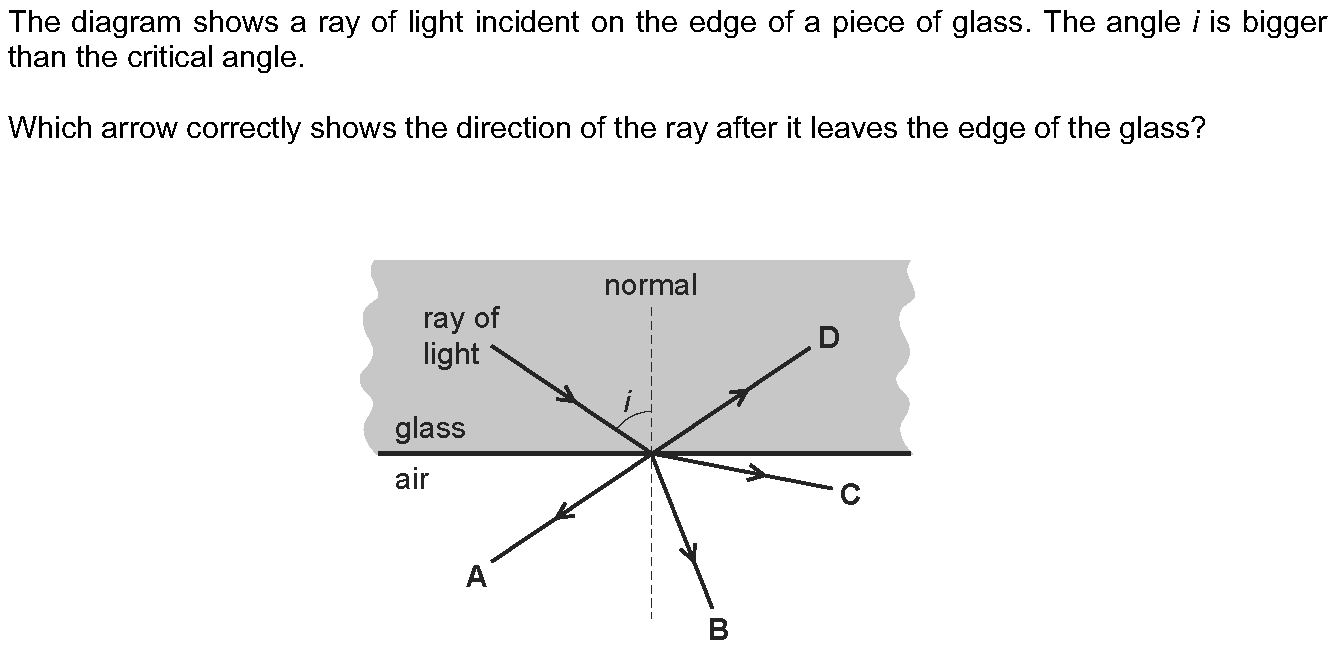 The diagram shows a ray of light incident on the edge of a piece of glass. The angle i is bigger
than the critical angle.
Which arrow correctly shows the direction of the ray after it leaves the edge of the glass?
normal
ray of
light
D
i
glass
air
C
A
B